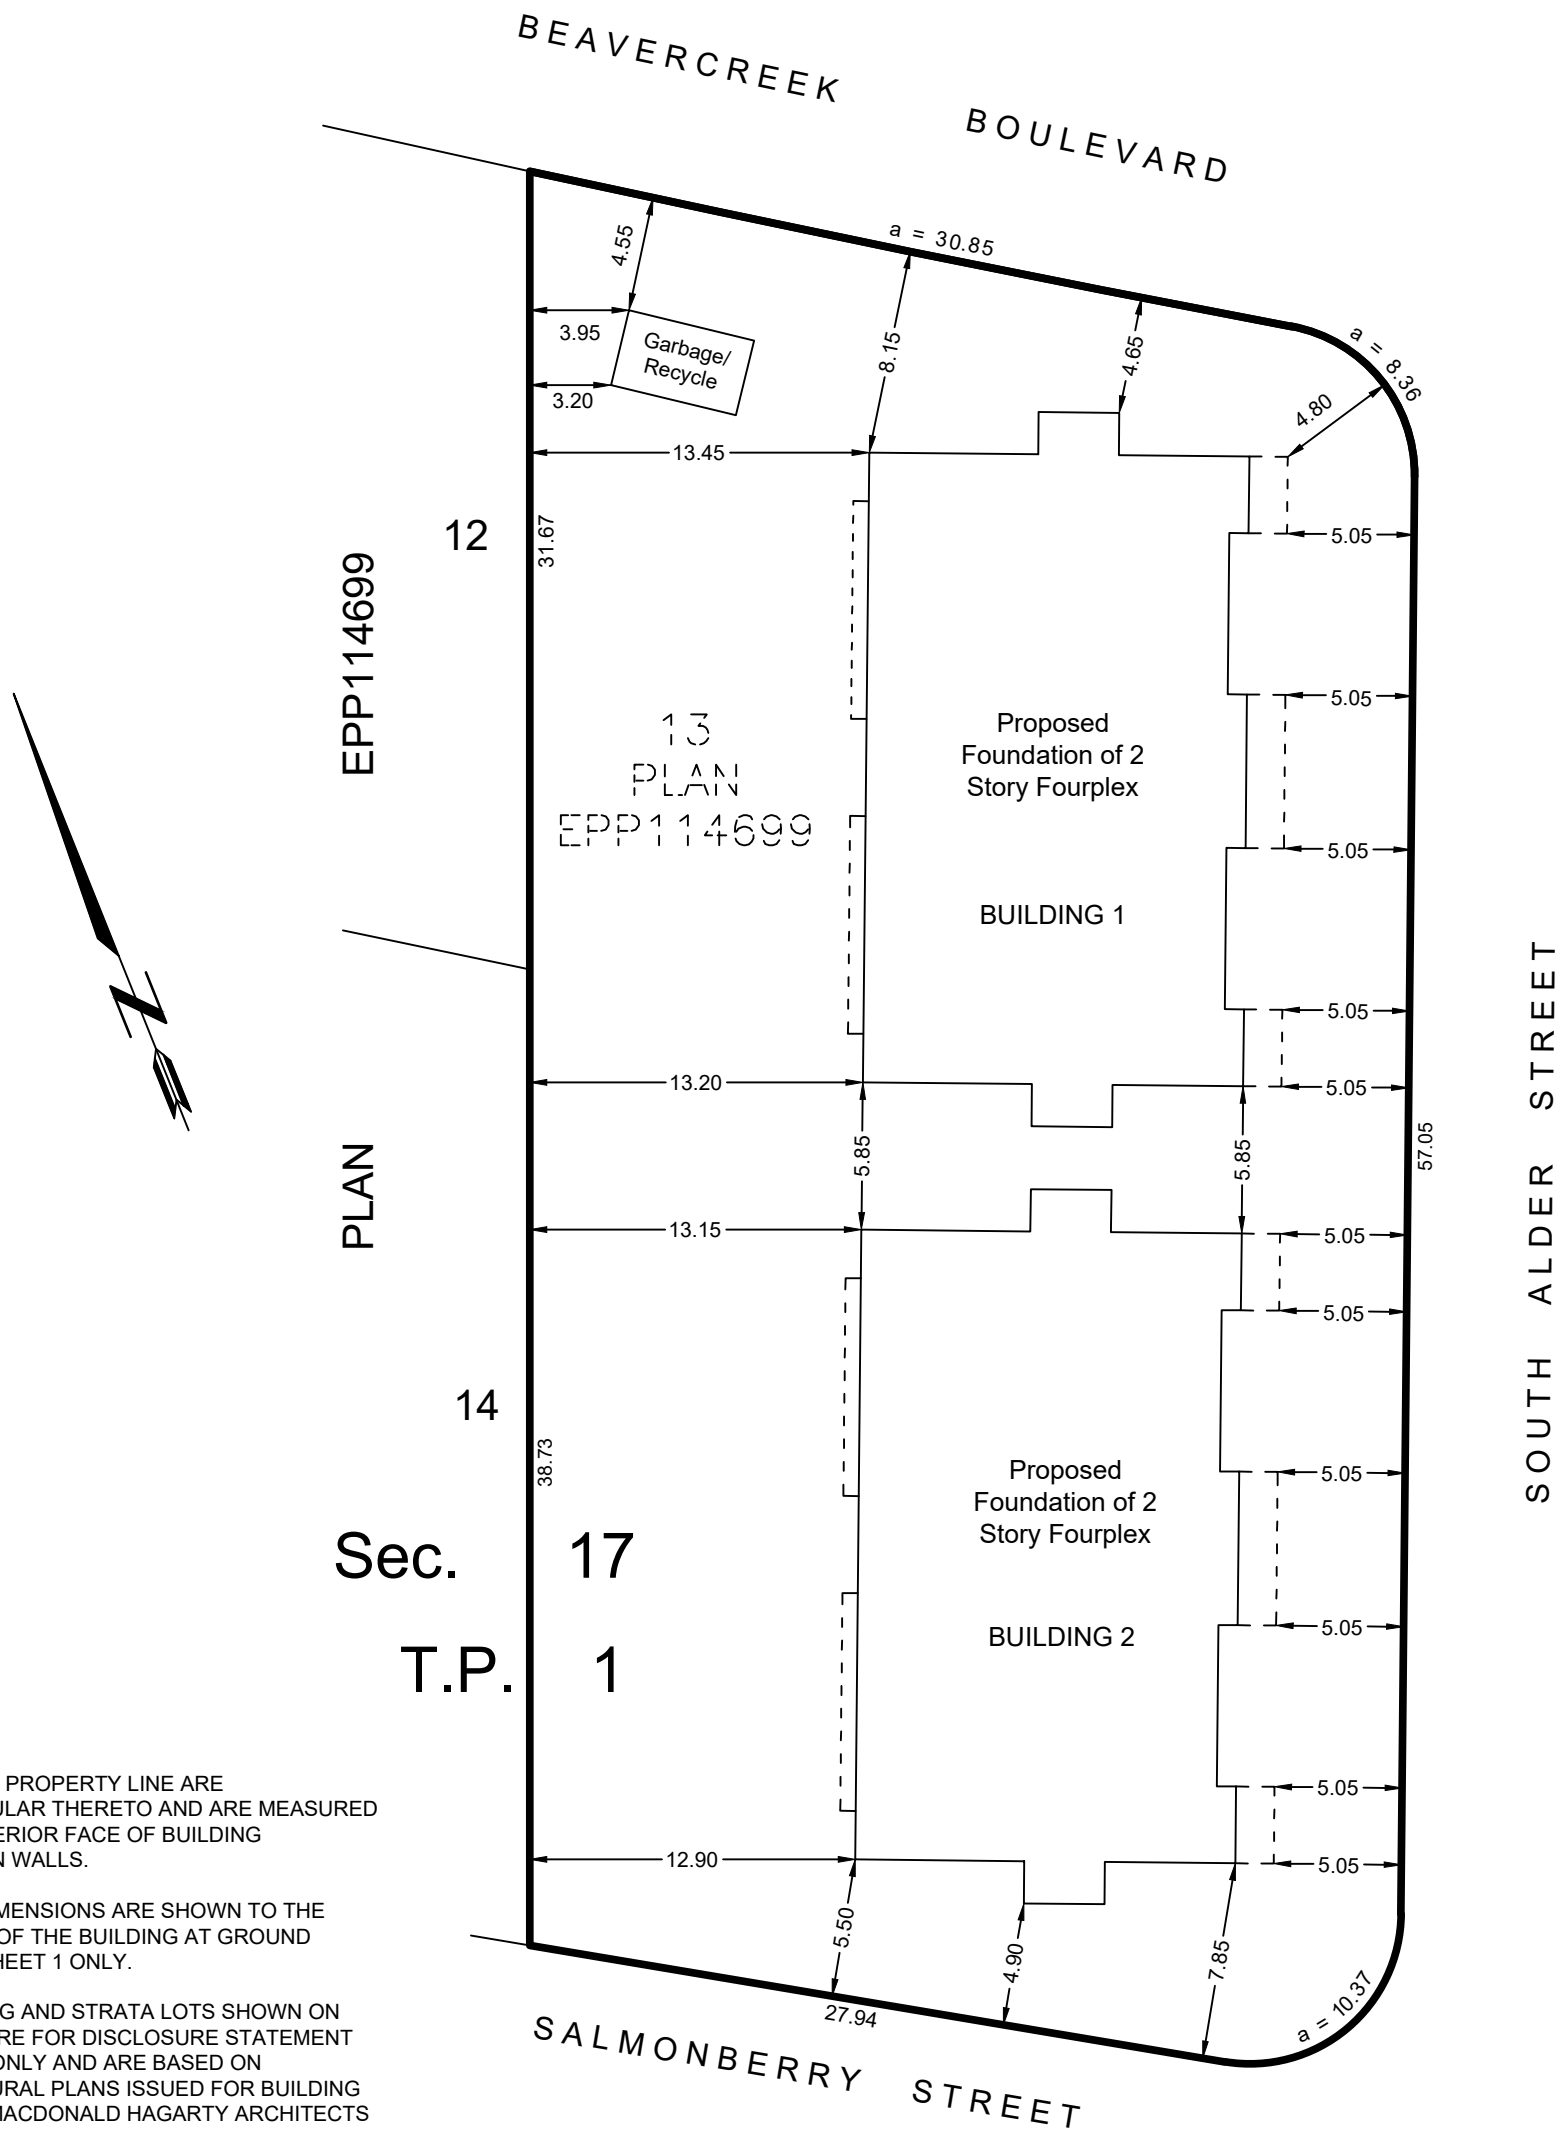 BEAVERCREEK BOULEVARD
a = 30.85
4.55
a = 8.36
3.95
Garbage/
Recycle
8.15
4.65
3.20
4.80
13.45
12
31.67
5.05
EPP114699
5.05
13
PLAN
EPP114699
Proposed
Foundation of 2
Story Fourplex
5.05
BUILDING 1
5.05
N
13.20
5.05
5.85
5.85
57.05
SOUTH ALDER STREET
PLAN
13.15
5.05
5.05
14
38.73
5.05
Proposed
Foundation of 2
Story Fourplex
Sec. 17
5.05
BUILDING 2
T.P. 1
5.05
12.90
5.05
5.50
4.90
7.85
27.94
a = 10.37
SALMONBERRY STREET
PROPERTY LINE ARE
ULAR THERETO AND ARE MEASURED
ERIOR FACE OF BUILDING
N WALLS.
MENSIONS ARE SHOWN TO THE
OF THE BUILDING AT GROUND
HEET 1 ONLY.
G AND STRATA LOTS SHOWN ON
RE FOR DISCLOSURE STATEMENT
ONLY AND ARE BASED ON
URAL PLANS ISSUED FOR BUILDING
MACDONALD HAGARTY ARCHITECTS